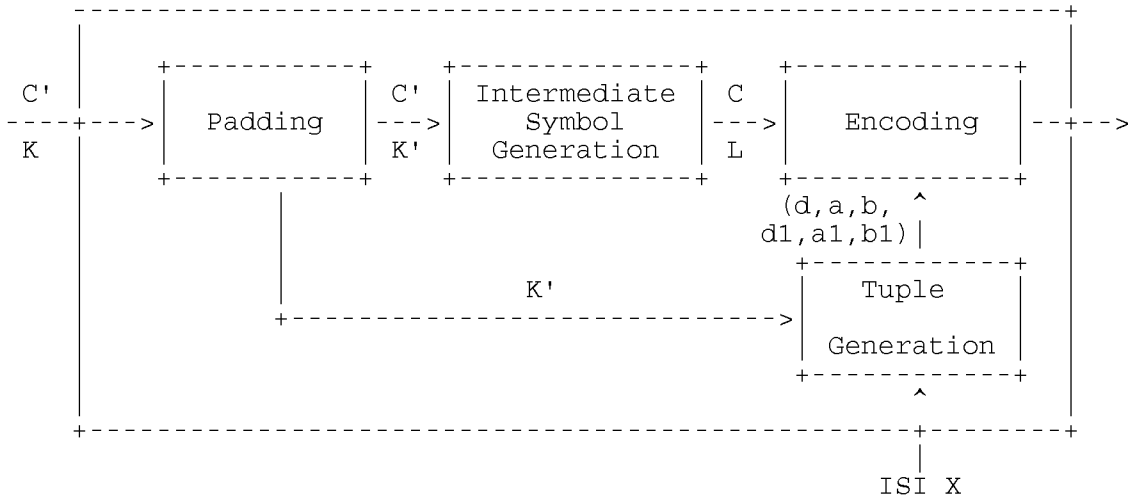 C'
K
Padding
C'
K'
Intermediate
Symbol
Generation
C
L
Encoding
(d,a,b,
d1,a1,b1)
K'
Tuple
Generation
ISI X